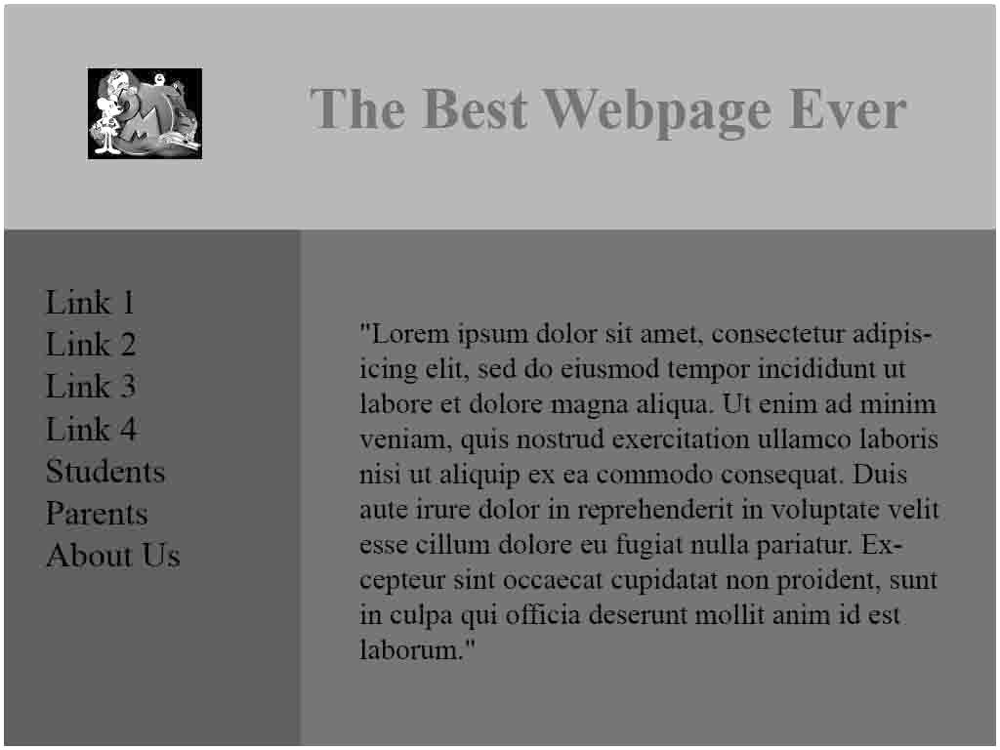 The Best Webpage Ever
Link 1
Link 2
Link 3
Link 4
Students
Parents
About Us
"Lorem ipsum dolor sit amet, consectetur adipis-
icing elit, sed do eiusmod tempor incididunt ut
labore et dolore magna aliqua. Ut enim ad minim
veniam, quis nostrud exercitation ullamco laboris
nisi ut aliquip ex ea commodo consequat. Duis
aute irure dolor in reprehenderit in voluptate velit
esse cillum dolore eu fugiat nulla pariatur. Ex-
cepteur sint occaecat cupidatat non proident, sunt
in culpa qui officia deserunt mollit anim id est
laborum."